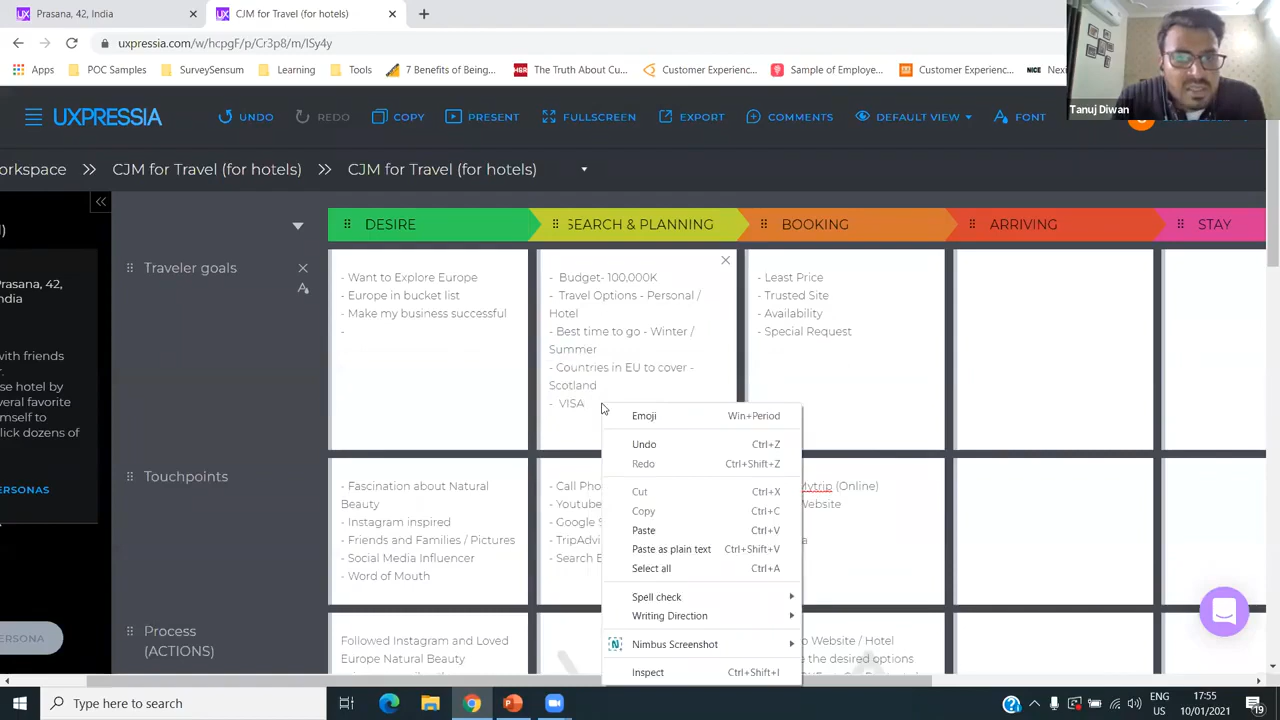 Prasana, 42, India
CJM for Travel (for hotels)
uxpressia.com/w/hcpgF/p/Cr3p8/m/lSy4y
Apps
POC Samples
SurveySensum
Learning
Tools
7 Benefits of Being...
The Truth About Cu...
Customer Experienc...
Sample of Employe...
Customer Experienc...
NICE
Tanuj Diwan
UXPRESSIA
UNDO
REDO
COPY
PRESENT
FULLSCREEN
EXPORT
COMMENTS
DEFAULT VIEW
FONT
orkspace
CJM for Travel (for hotels)
CJM for Travel (for hotels)
DESIRE
SEARCH & PLANNING
BOOKING
ARRIVING
STAY
Prasana, 42,
ndia
with friends
se hotel by
veral favorite
mself to
lick dozens of
ERSONAS
ERSONA
Traveler goals
- Want to Explore Europe
- Europe in bucket list
- Make my business successful
-
- Budget- 100,000K
- Travel Options - Personal /
Hotel
- Best time to go - Winter /
Summer
- Countries in EU to cover -
Scotland
- VISA
- Least Price
- Trusted Site
- Availability
- Special Request
Touchpoints
- Fascination about Natural
Beauty
- Instagram inspired
- Friends and Families / Pictures
- Social Media Influencer
- Word of Mouth
- Call Pho
- Youtube
- Google S
- TripAdvi
- Search E
Mytrip (Online)
Website
a
Process
(ACTIONS)
Followed Instagram and Loved
Europe Natural Beauty
o Website / Hotel
e the desired options
Emoji Win+Period
Undo Ctrl+Z
Redo Ctrl+Shift+Z
Cut Ctrl+X
Copy Ctrl+C
Paste Ctrl+V
Paste as plain text Ctrl+Shift+V
Select all Ctrl+A
Spell check
Writing Direction
Nimbus Screenshot
Inspect Ctrl+Shift+I
Type here to search
ENG
IN
17:55
10/01/2021
19